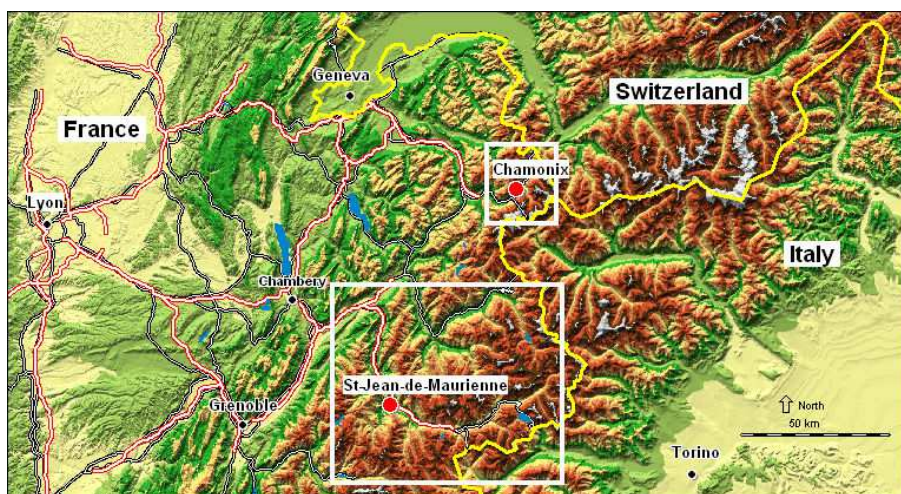 Geneva
Switzerland
France
Chamonix
Lyon
Italy
Chambery
St-Jean-de-Maurienne
Grenoble
North
50 km
Torino